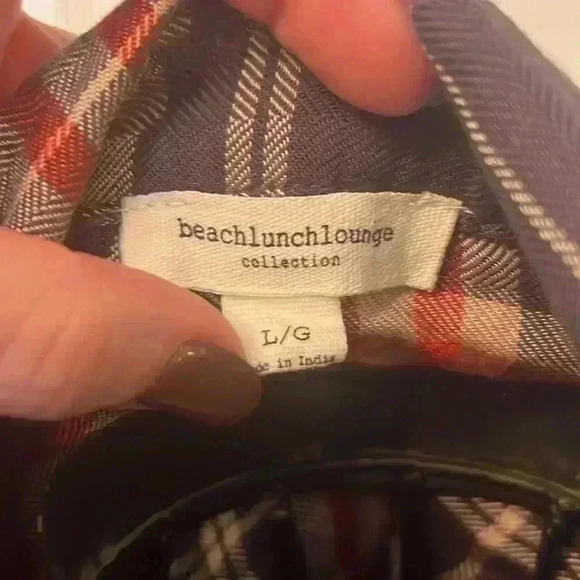 beachlunchlounge
collection
L/G
de in India